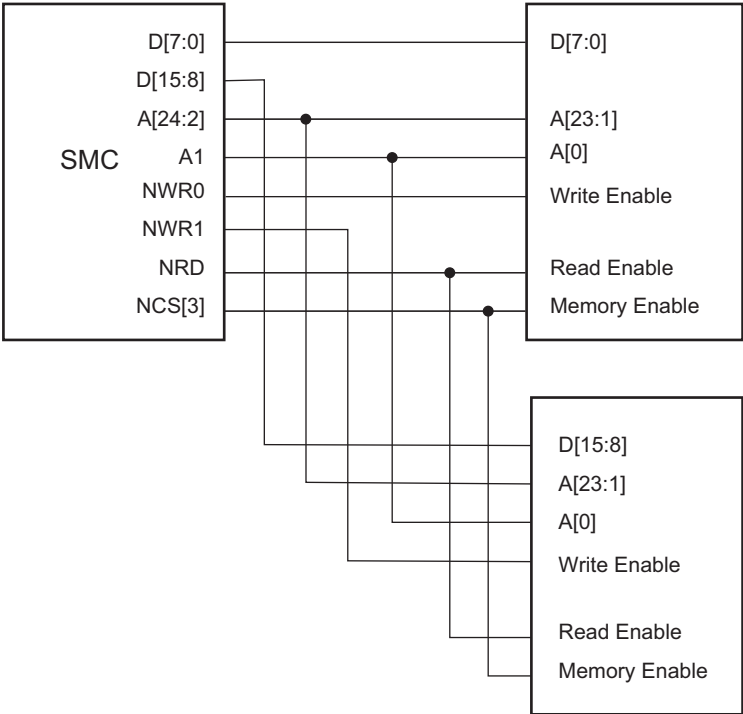 D[7:0]
D[15:8]
A[24:2]
SMC
A1
NWR0
NWR1
NRD
NCS[3]
D[7:0]
A[23:1]
A[0]
Write Enable
Read Enable
Memory Enable
D[15:8]
A[23:1]
A[0]
Write Enable
Read Enable
Memory Enable